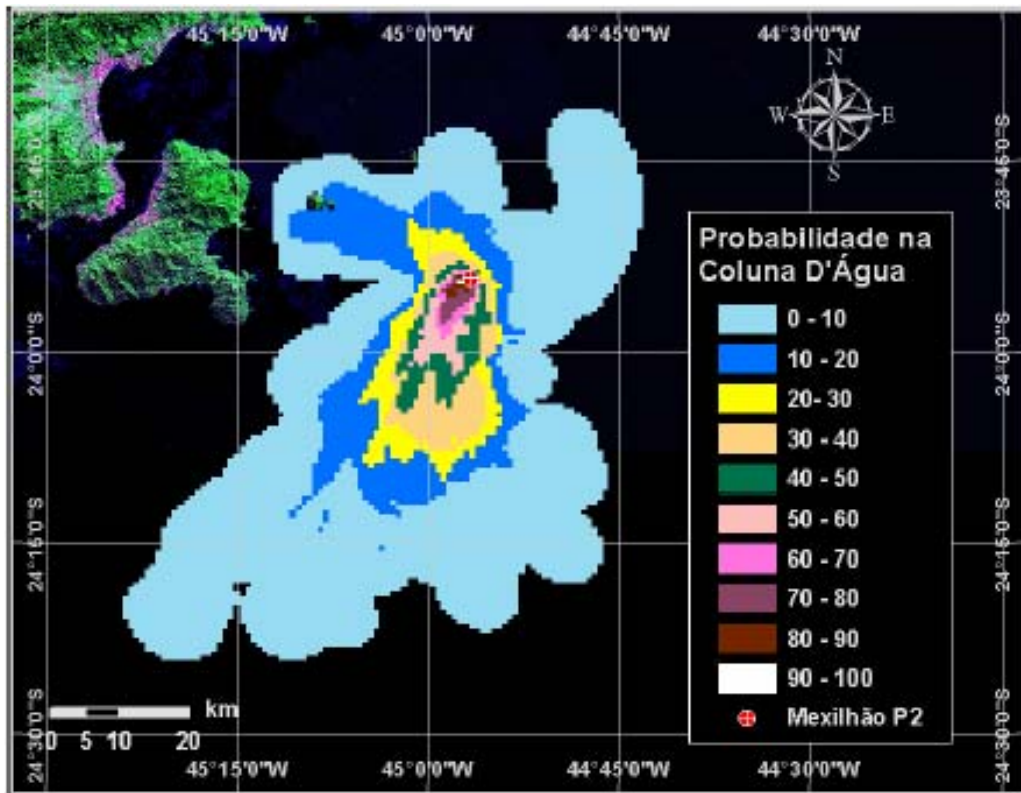 45°15'0"W 45°0'0"W 44°45'0"W 44°30'0"W
N
W E
S
23°45'0"S
23°45'0"S
24°0'0"S
24°0'0"S
24°15'0"S
24°15'0"S
24°30'0"S
24°30'0"S
Probabilidade na
Coluna D'Água
0 - 10
10 - 20
20- 30
30 - 40
40 - 50
50 - 60
60 - 70
70 - 80
80 - 90
90 - 100
Mexilhão P2
km
0 5 10 20
45°15'0"W 45°0'0"W 44°45'0"W 44°30'0"W